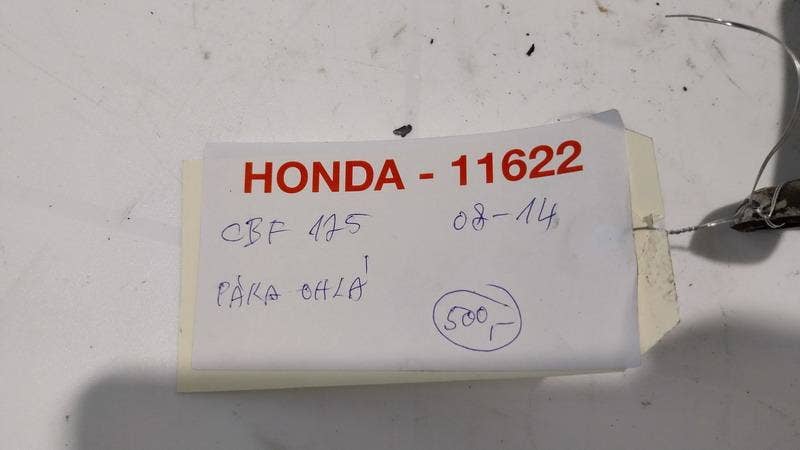 HONDA - 11622
CBF 125 08-14
PÁKA OHLÁ
500,-